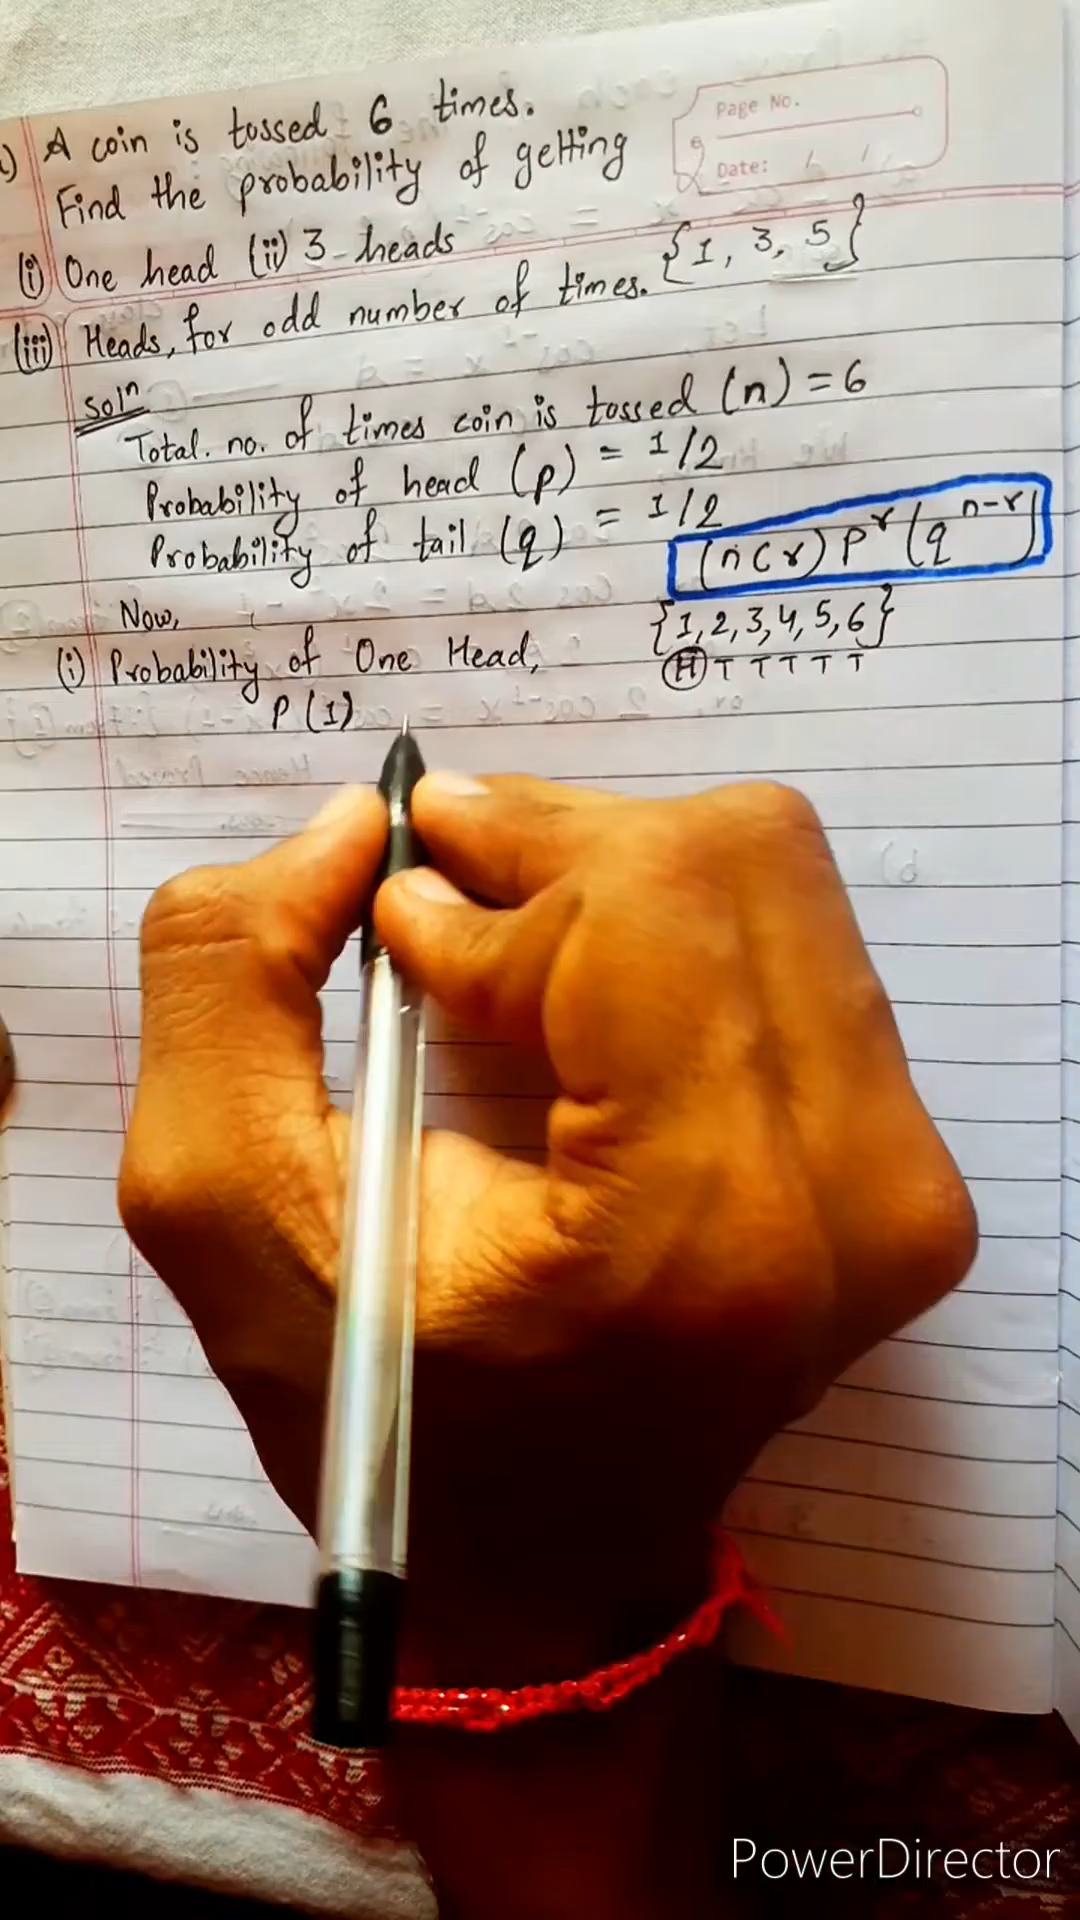 A coin is tossed 6 times.
Find the probability of getting
(i) One head (ii) 3 heads
(iii) Heads, for odd number of times. {1, 3, 5}
Page No.
Date:
Solⁿ
Total. no. of times coin is tossed (n) = 6
Probability of head (p) = 1/2
Probability of tail (q) = 1/2
(nCr) Pʳ (qⁿ⁻ʳ)
Now,
{1, 2, 3, 4, 5, 6}
(i) Probability of One Head,
H T T T T T
P (1)
PowerDirector